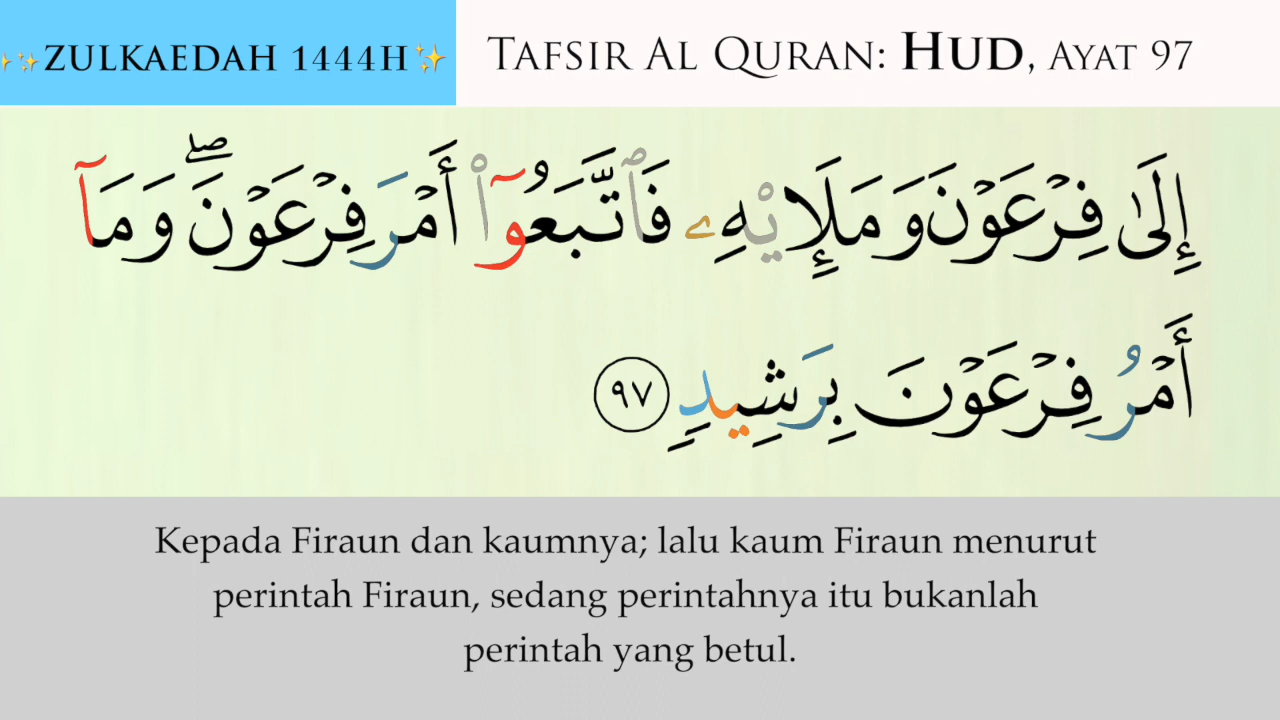 ✨✨ZULKAEDAH 1444H✨
TAFSIR AL QURAN: HUD, AYAT 97
إِلَىٰ فِرْعَوْنَ وَمَلَإِي۟هِۦ فَٱتَّبَعُوٓا۟ أَمْرَ فِرْعَوْنَ ۖ وَمَآ
أَمْرُ فِرْعَوْنَ بِرَشِيدٍ ٩٧
Kepada Firaun dan kaumnya; lalu kaum Firaun menurut
perintah Firaun, sedang perintahnya itu bukanlah
perintah yang betul.